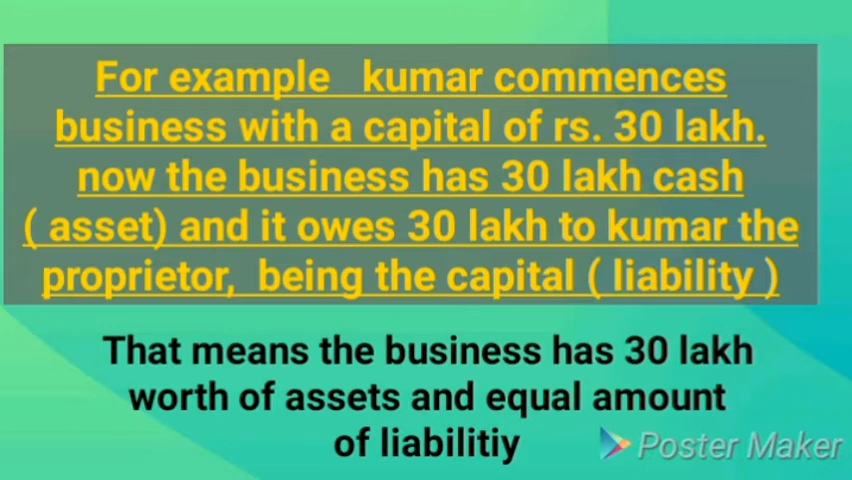 For example kumar commences
business with a capital of rs. 30 lakh.
now the business has 30 lakh cash
( asset) and it owes 30 lakh to kumar the
proprietor, being the capital ( liability )
That means the business has 30 lakh
worth of assets and equal amount
of liabilitiy
Poster Maker